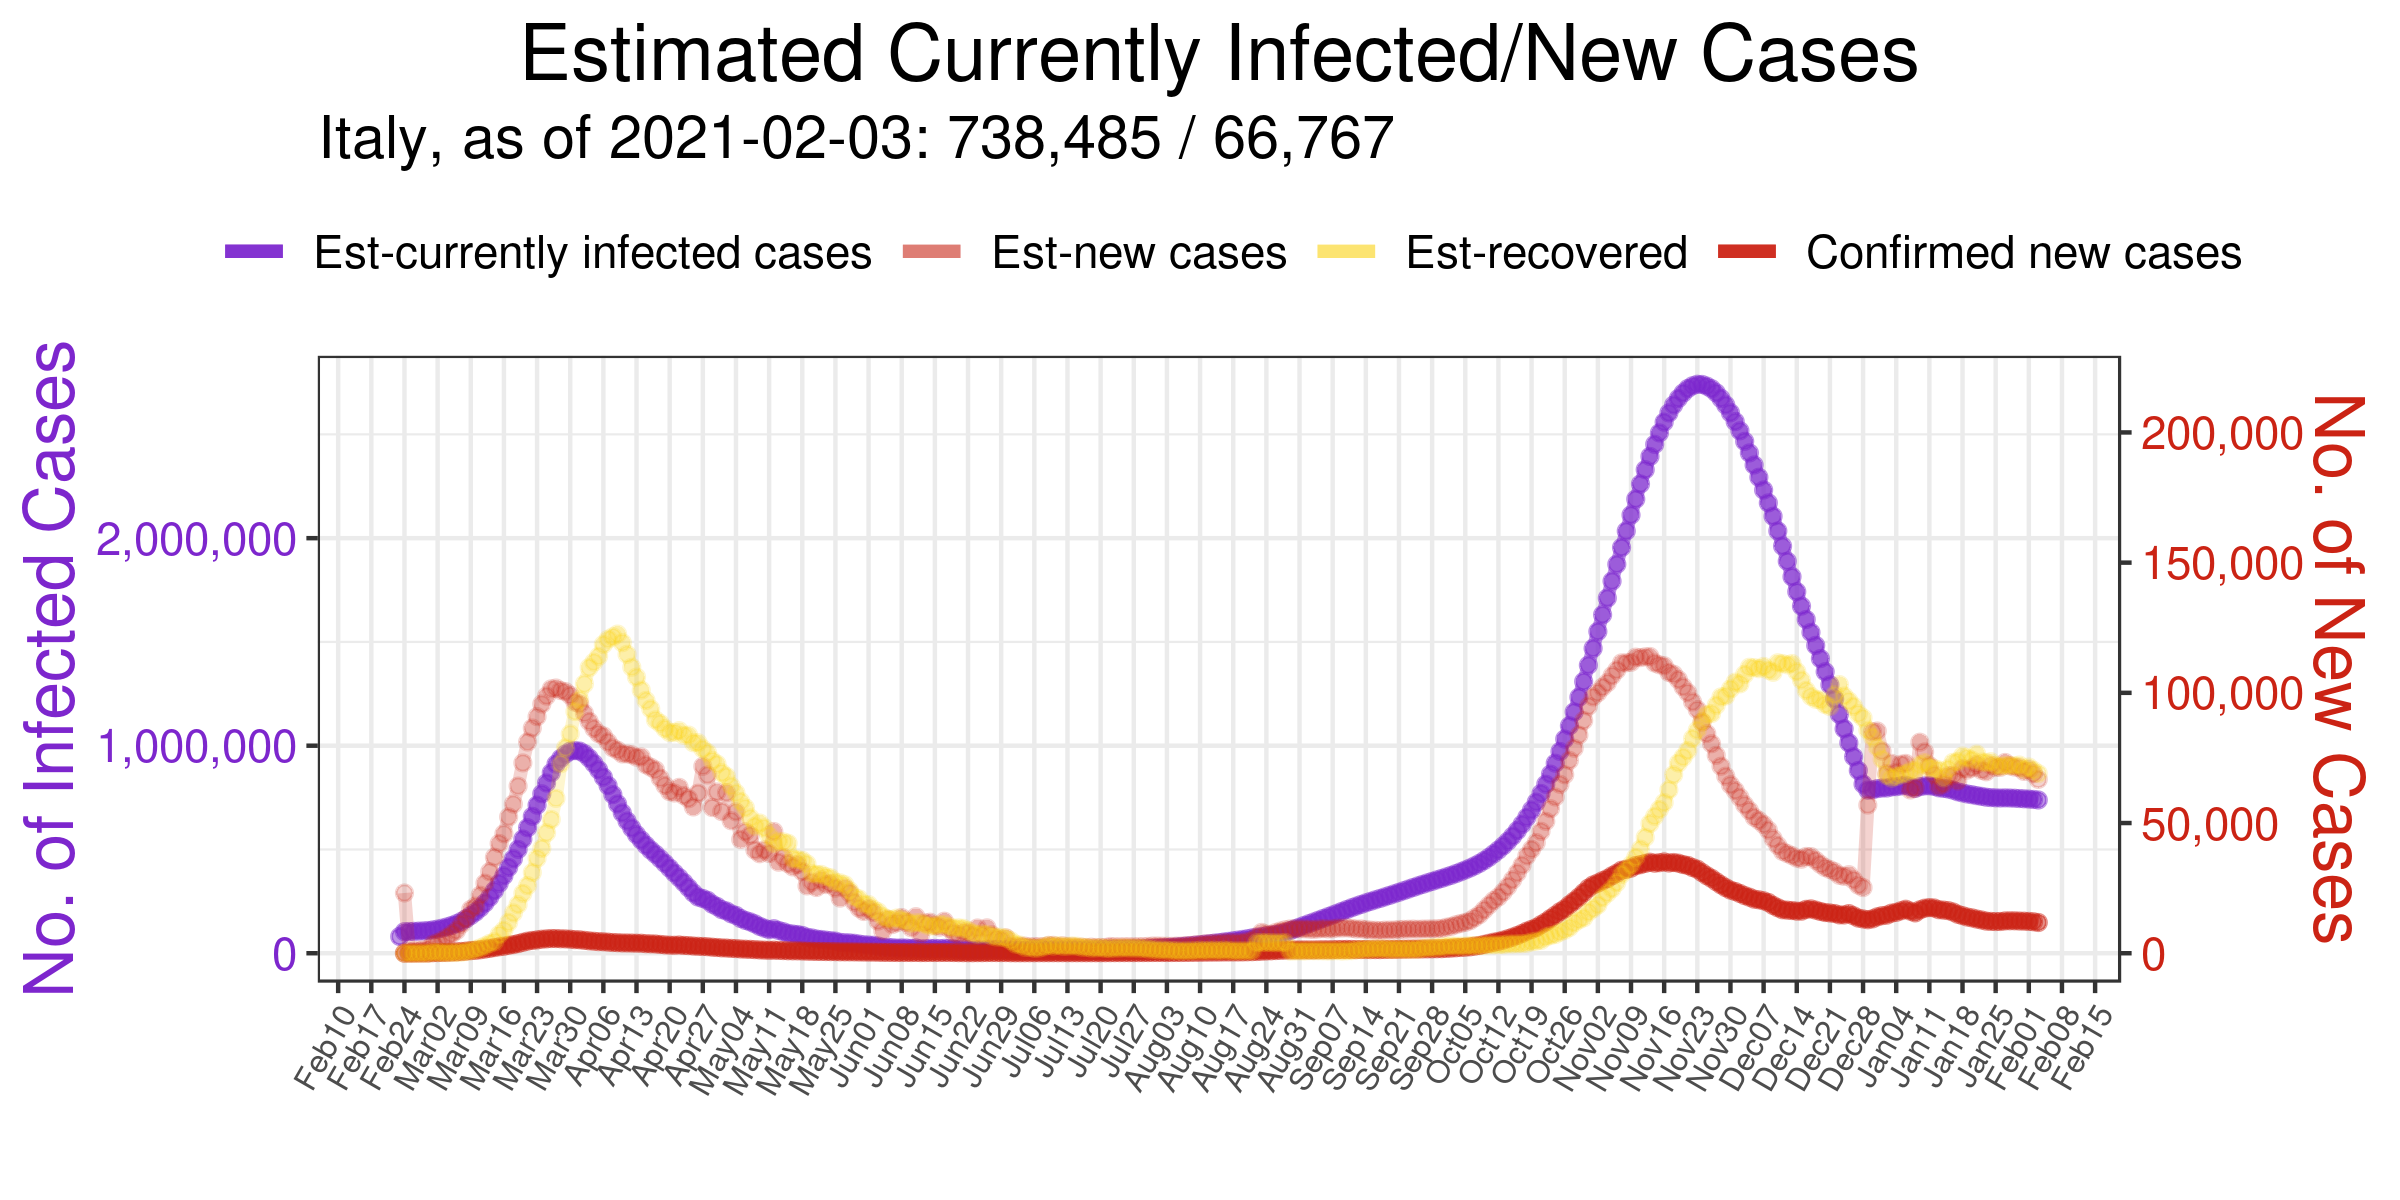 Estimated Currently Infected/New Cases
Italy, as of 2021-02-03: 738,485 / 66,767
Est-currently infected cases Est-new cases Est-recovered Confirmed new cases
No. of Infected Cases
2,000,000
1,000,000
0
200,000
150,000
100,000
50,000
0
No. of New Cases
Feb10 Feb17 Feb24 Mar02 Mar09 Mar16 Mar23 Mar30 Apr06 Apr13 Apr20 Apr27 May04 May11 May18 May25 Jun01 Jun08 Jun15 Jun22 Jun29 Jul06 Jul13 Jul20 Jul27 Aug03 Aug10 Aug17 Aug24 Aug31 Sep07 Sep14 Sep21 Sep28 Oct05 Oct12 Oct19 Oct26 Nov02 Nov09 Nov16 Nov23 Nov30 Dec07 Dec14 Dec21 Dec28 Jan04 Jan11 Jan18 Jan25 Feb01 Feb08 Feb15